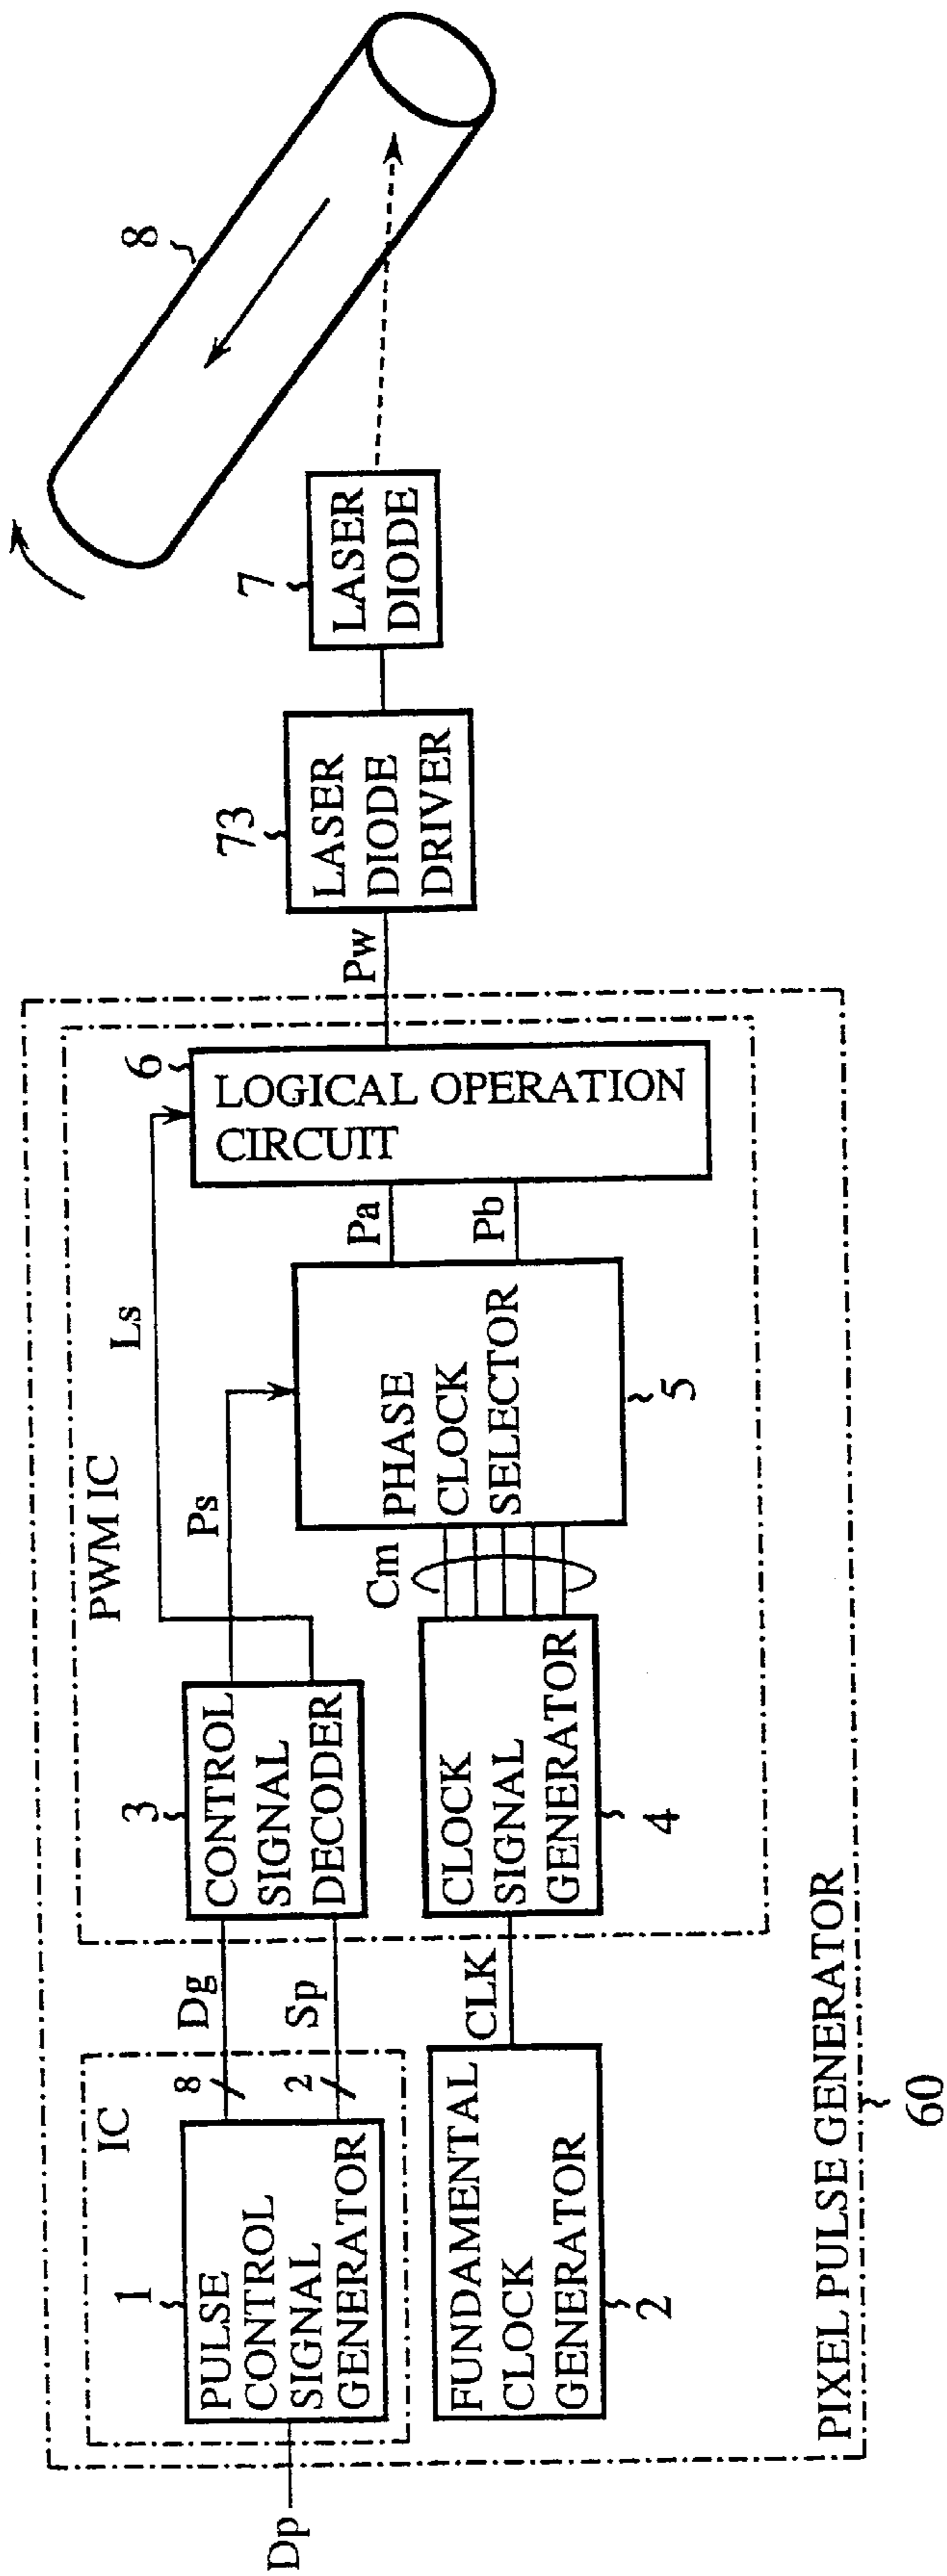 Dp
IC
1
PULSE
CONTROL
SIGNAL
GENERATOR
8
Dg
2
Sp
FUNDAMENTAL
CLOCK
GENERATOR
2
CLK
PWM IC
3
CONTROL
SIGNAL
DECODER
CLOCK
SIGNAL
GENERATOR
4
Ps
Ls
Cm
PHASE
CLOCK
SELECTOR
5
Pa
Pb
6
LOGICAL OPERATION
CIRCUIT
Pw
73
LASER
DIODE
DRIVER
7
LASER
DIODE
8
PIXEL PULSE GENERATOR
60